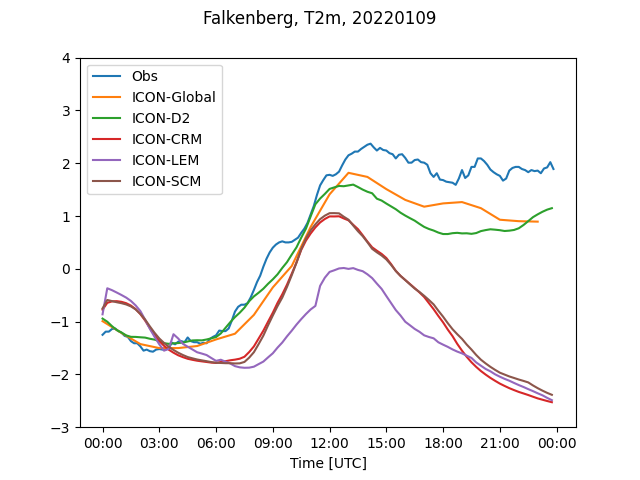 Falkenberg, T2m, 20220109
4
3
2
1
0
−1
−2
−3
Obs
ICON-Global
ICON-D2
ICON-CRM
ICON-LEM
ICON-SCM
00:00 03:00 06:00 09:00 12:00 15:00 18:00 21:00 00:00
Time [UTC]